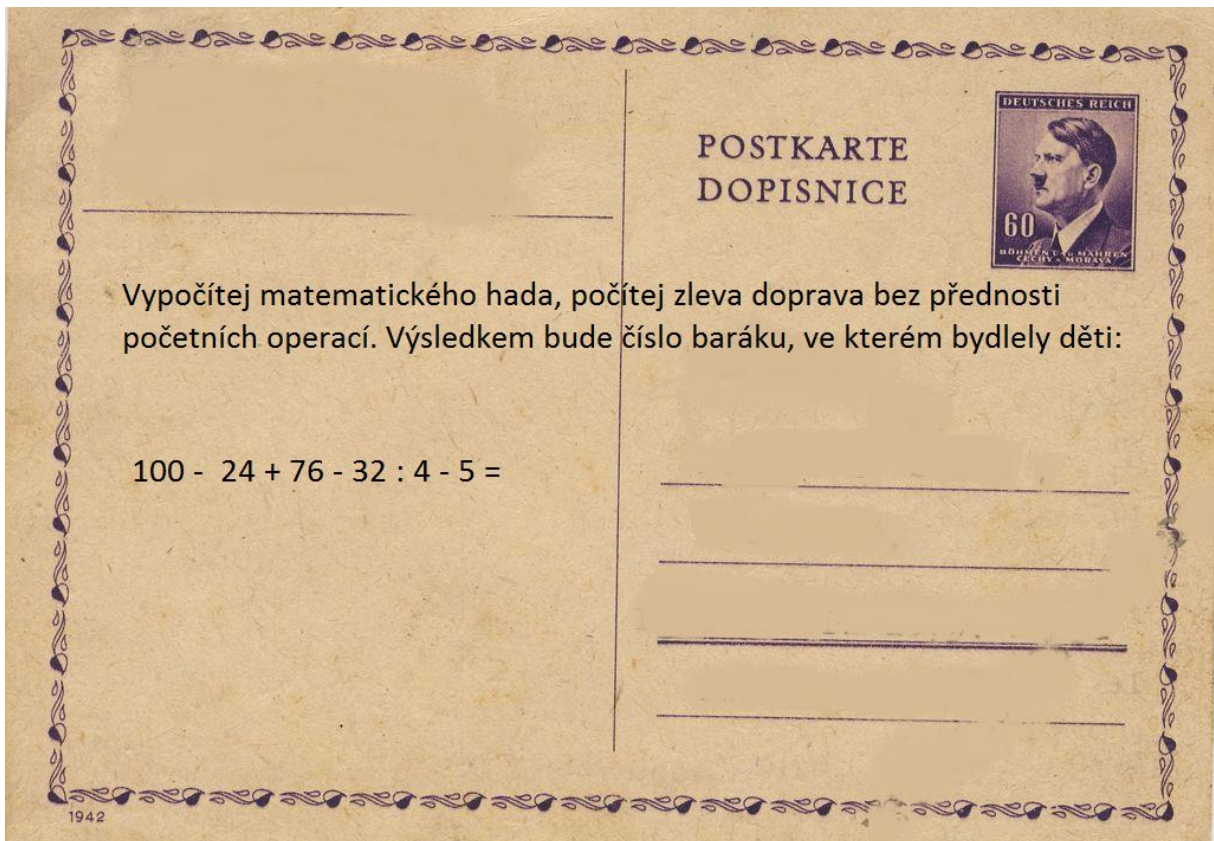 DEUTSCHES REICH
POSTKARTE
DOPISNICE
60
BÖHMEN U. MÄHREN
ČECHY A MORAVA
Vypočítej matematického hada, počítej zleva doprava bez přednosti
početních operací. Výsledkem bude číslo baráku, ve kterém bydlely děti:
100 - 24 + 76 - 32 : 4 - 5 =
1942